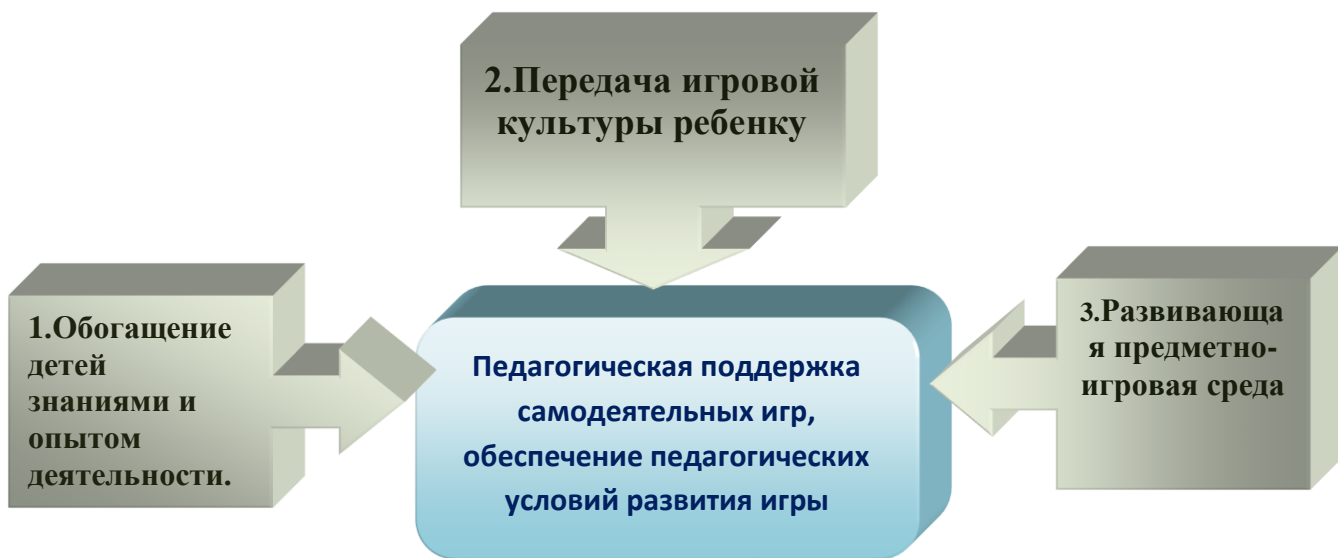 2.Передача игровой
культуры ребенку
1.Обогащение
детей
знаниями и
опытом
деятельности.
3.Развивающа
я предметно-
игровая среда
Педагогическая поддержка
самодеятельных игр,
обеспечение педагогических
условий развития игры